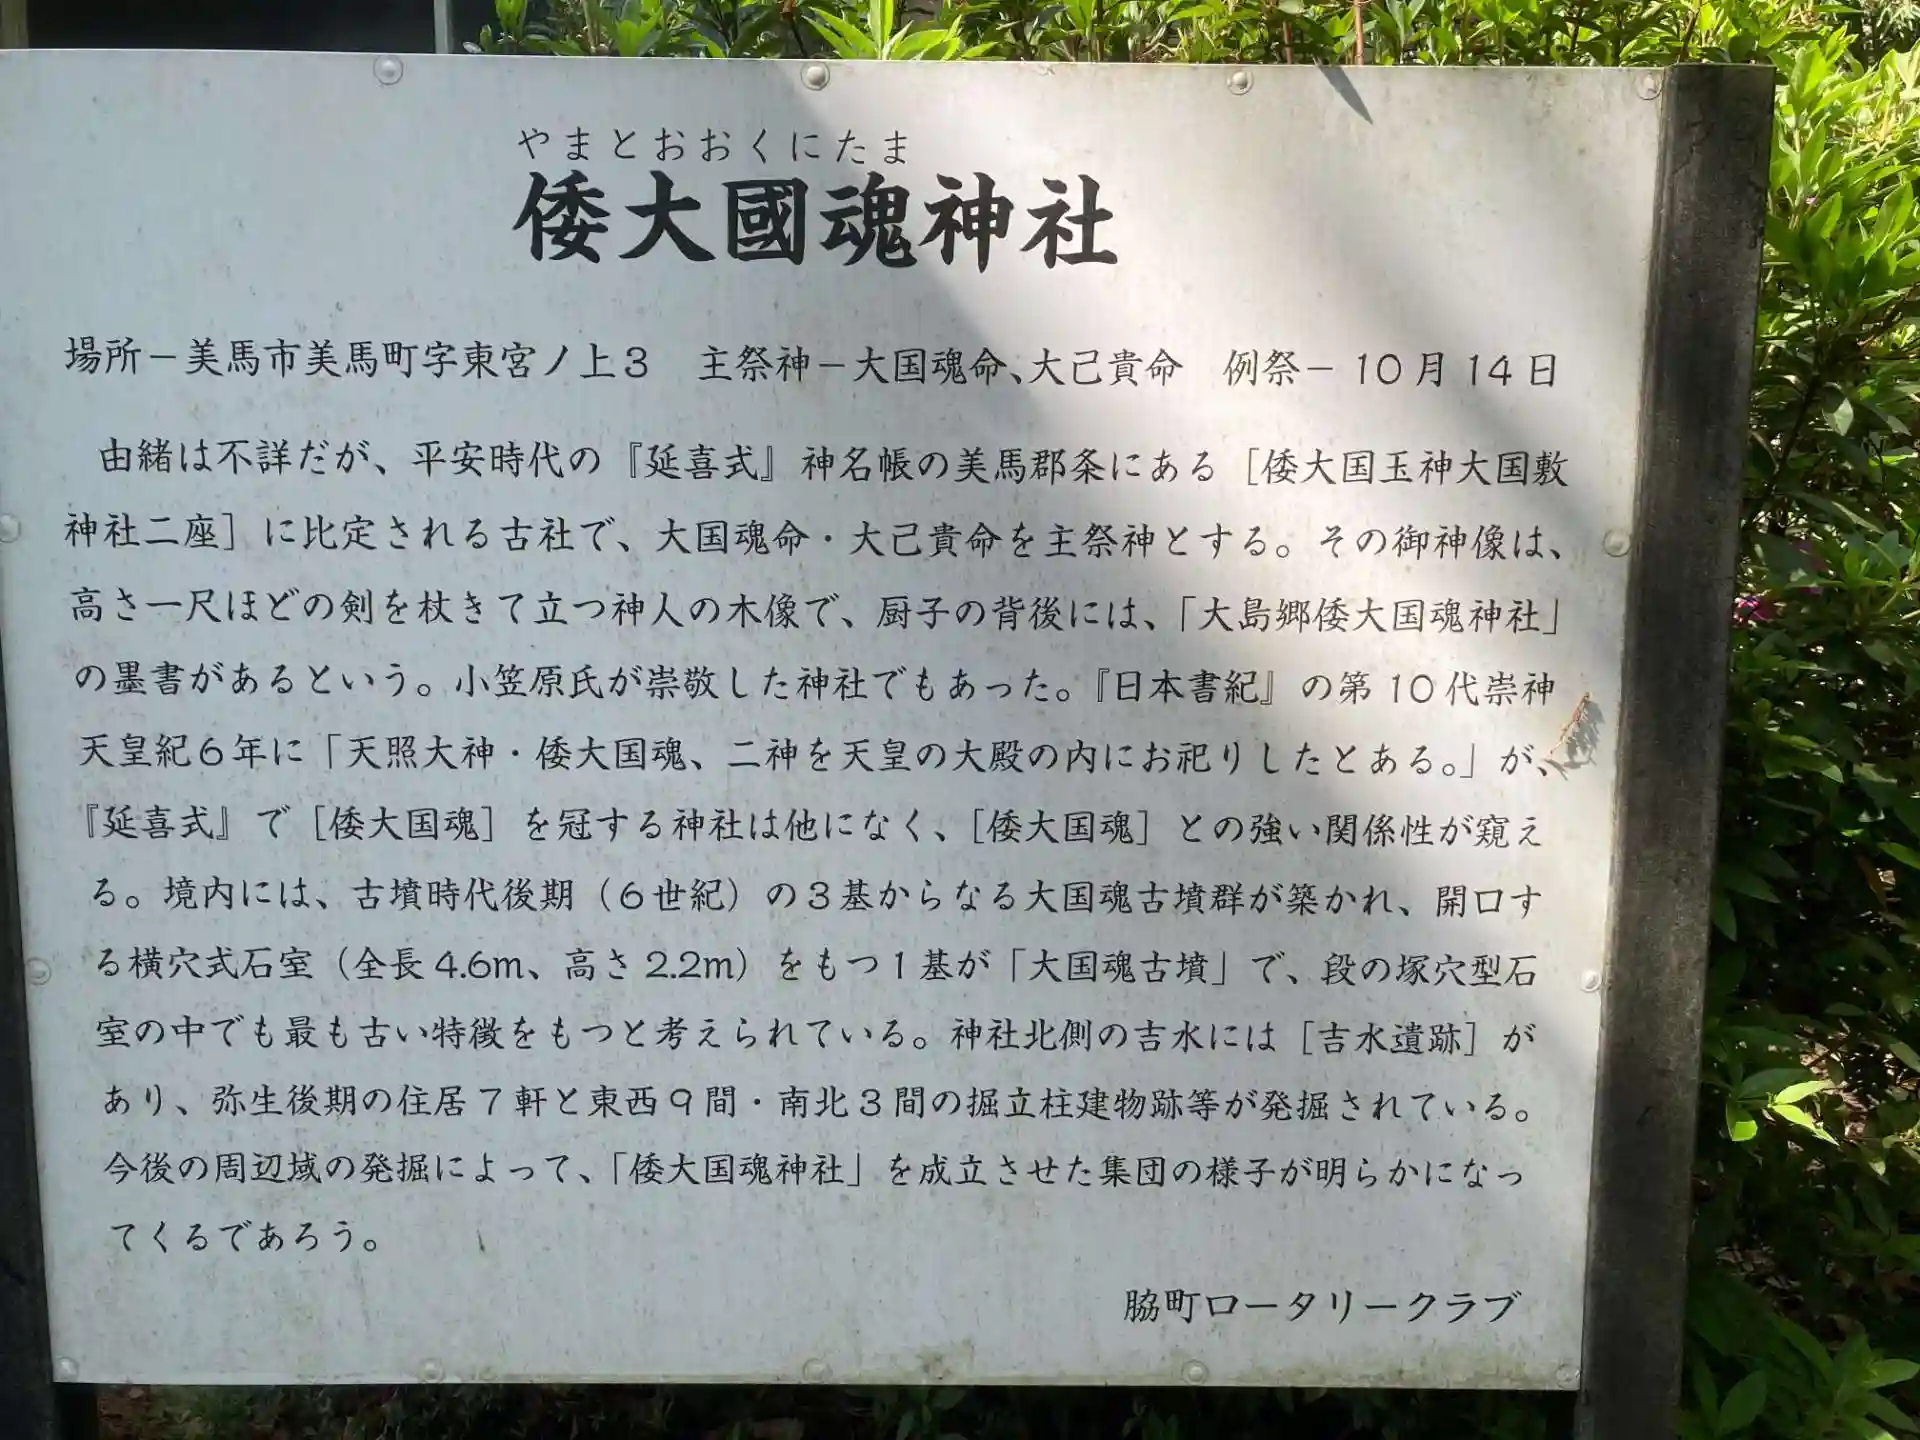 やまとおおくにたま
倭大國魂神社
場所－美馬市美馬町字東宮ノ上3　主祭神－大国魂命、大己貴命　例祭－10月14日
由緒は不詳だが、平安時代の『延喜式』神名帳の美馬郡条にある［倭大国玉神大国敷
神社二座］に比定される古社で、大国魂命・大己貴命を主祭神とする。その御神像は、
高さ一尺ほどの剣を杖きて立つ神人の木像で、厨子の背後には、「大島郷倭大国魂神社」
の墨書があるという。小笠原氏が崇敬した神社でもあった。『日本書紀』の第10代崇神
天皇紀6年に「天照大神・倭大国魂、二神を天皇の大殿の内にお祀りしたとある。」が、
『延喜式』で［倭大国魂］を冠する神社は他になく、［倭大国魂］との強い関係性が窺え
る。境内には、古墳時代後期（6世紀）の3基からなる大国魂古墳群が築かれ、開口す
る横穴式石室（全長4.6m、高さ2.2m）をもつ1基が「大国魂古墳」で、段の塚穴型石
室の中でも最も古い特徴をもつと考えられている。神社北側の吉水には［吉水遺跡］が
あり、弥生後期の住居7軒と東西9間・南北3間の掘立柱建物跡等が発掘されている。
今後の周辺域の発掘によって、「倭大国魂神社」を成立させた集団の様子が明らかになっ
てくるであろう。
脇町ロータリークラブ